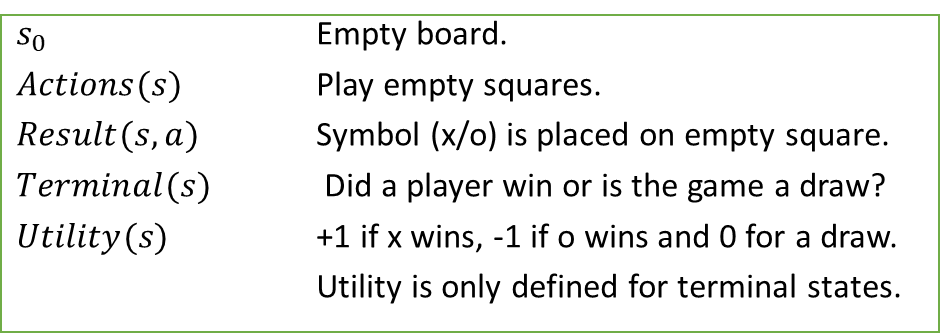 s₀ Empty board.
Actions(s) Play empty squares.
Result(s, a) Symbol (x/o) is placed on empty square.
Terminal(s) Did a player win or is the game a draw?
Utility(s) +1 if x wins, -1 if o wins and 0 for a draw.
Utility is only defined for terminal states.